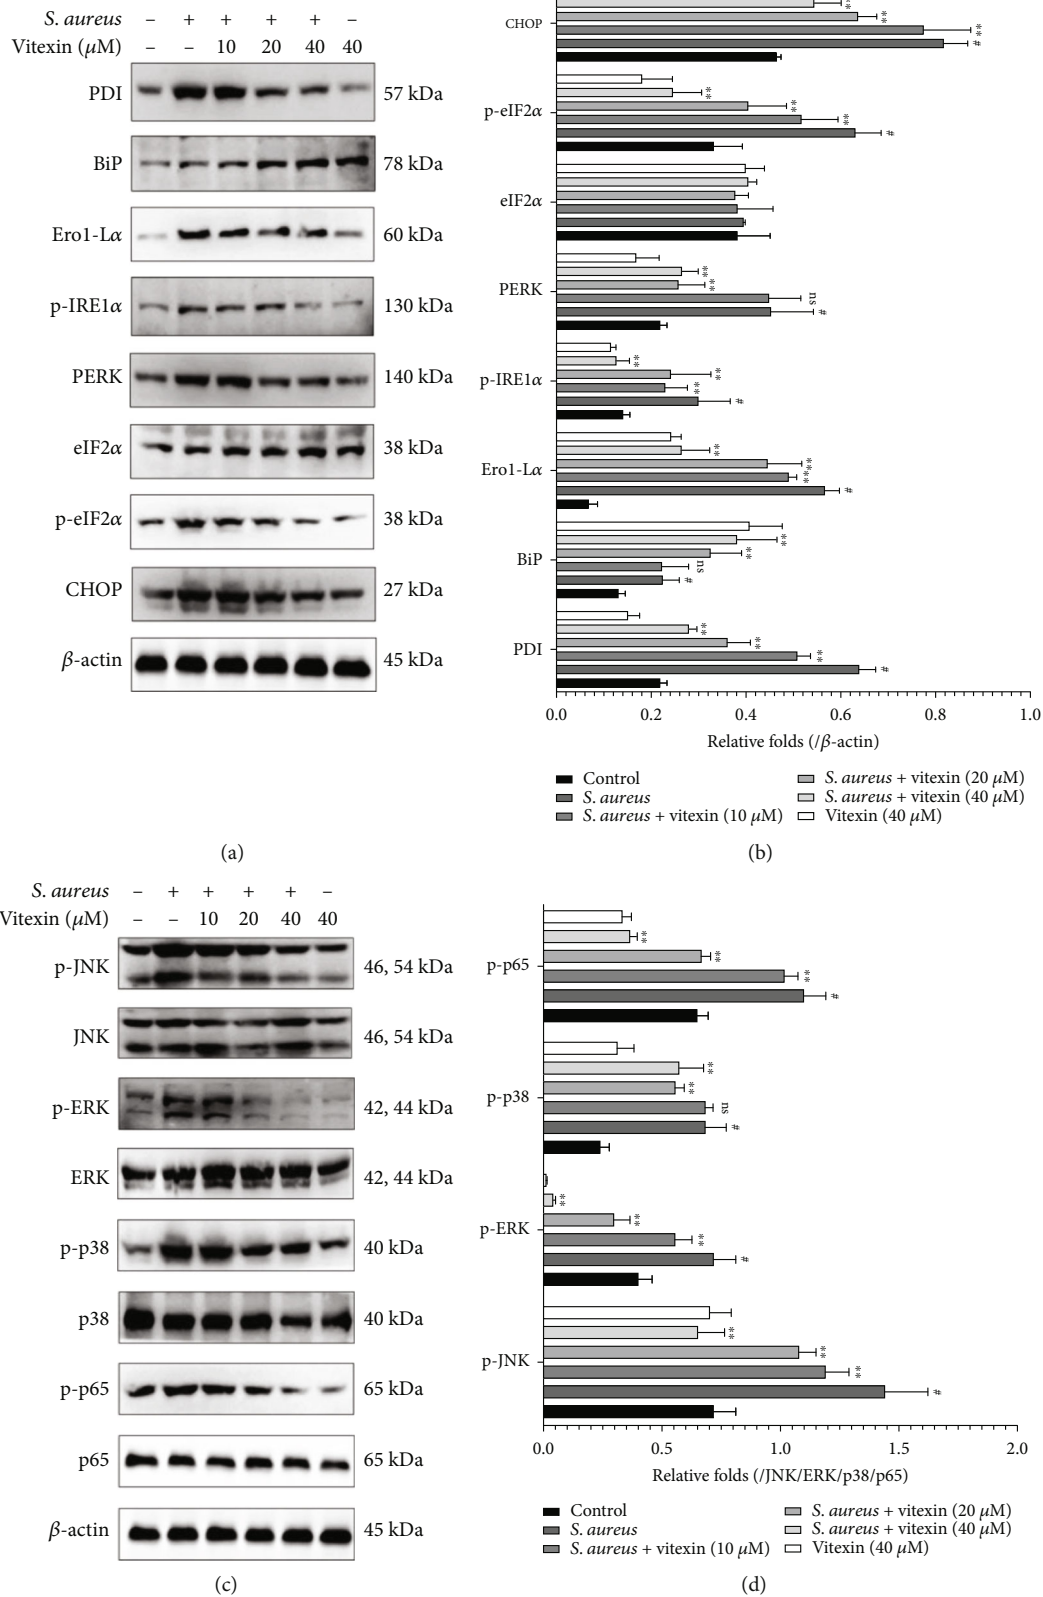 S. aureus – + + + + –
Vitexin (μM) – – 10 20 40 40
PDI 57 kDa
BiP 78 kDa
Ero1-Lα 60 kDa
p-IRE1α 130 kDa
PERK 140 kDa
eIF2α 38 kDa
p-eIF2α 38 kDa
CHOP 27 kDa
β-actin 45 kDa
(a)
CHOP ** ** ** #
p-eIF2α ** ** ** #
eIF2α
PERK ** ** ns #
p-IRE1α ** ** ** #
Ero1-Lα ** ** ** #
BiP ** ** ns #
PDI ** ** ** #
0.0 0.2 0.4 0.6 0.8 1.0
Relative folds (/β-actin)
Control
S. aureus
S. aureus + vitexin (10 μM)
S. aureus + vitexin (20 μM)
S. aureus + vitexin (40 μM)
Vitexin (40 μM)
(b)
S. aureus – + + + + –
Vitexin (μM) – – 10 20 40 40
p-JNK 46, 54 kDa
JNK 46, 54 kDa
p-ERK 42, 44 kDa
ERK 42, 44 kDa
p-p38 40 kDa
p38 40 kDa
p-p65 65 kDa
p65 65 kDa
β-actin 45 kDa
(c)
p-p65 ** ** ** #
p-p38 ** ** ns #
p-ERK ** ** ** #
p-JNK ** ** ** #
0.0 0.5 1.0 1.5 2.0
Relative folds (/JNK/ERK/p38/p65)
Control
S. aureus
S. aureus + vitexin (10 μM)
S. aureus + vitexin (20 μM)
S. aureus + vitexin (40 μM)
Vitexin (40 μM)
(d)